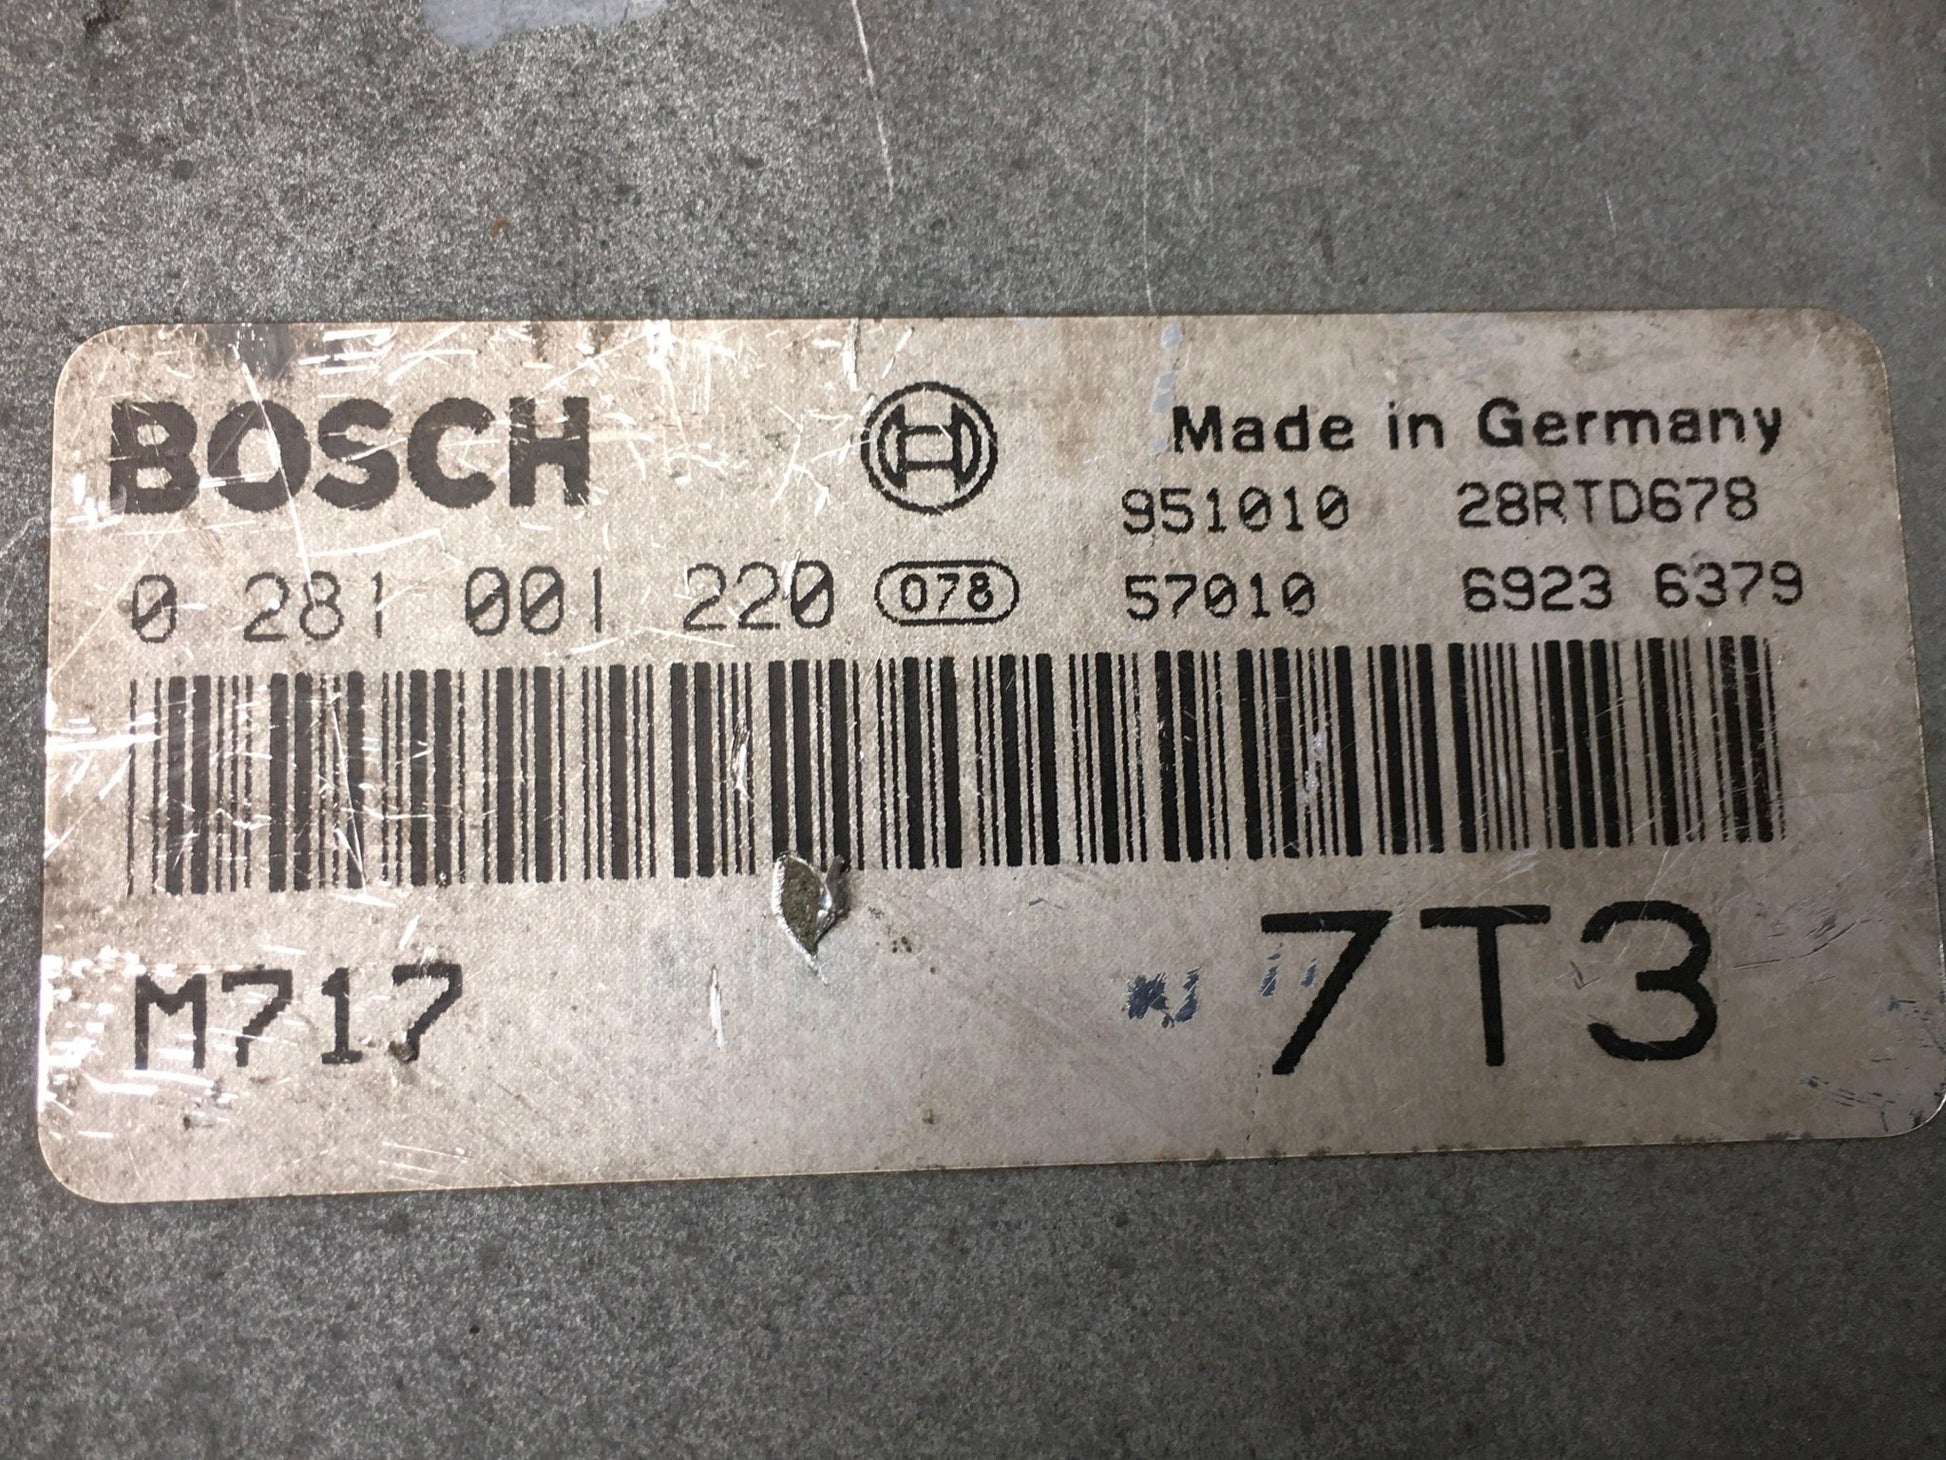 BOSCH Made in Germany
951010 28RTD678
0 281 001 220 078 57010 6923 6379
M717 7T3